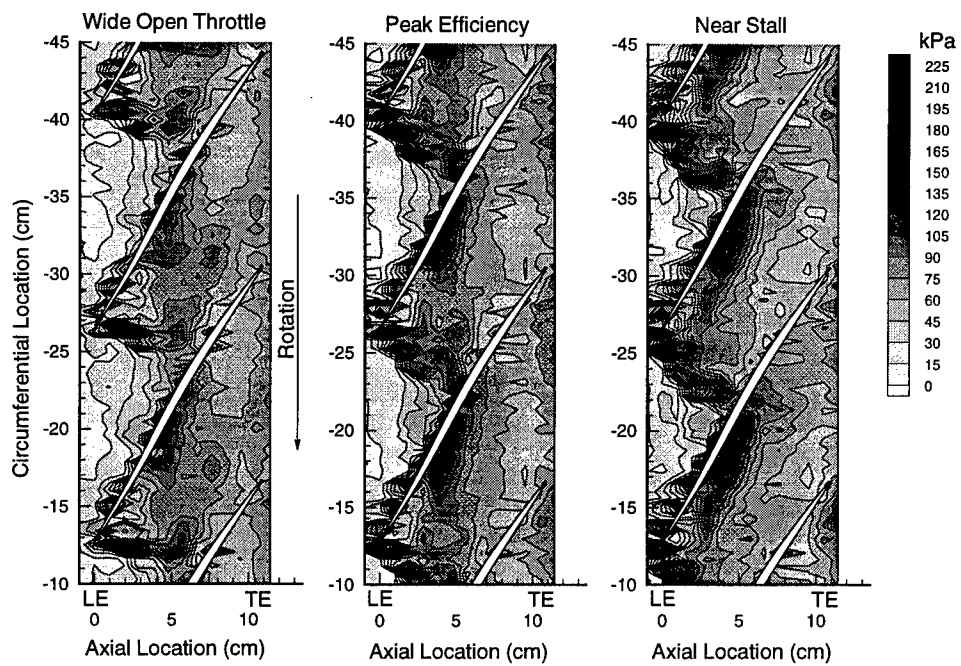 Wide Open Throttle
Peak Efficiency
Near Stall
kPa
225
210
195
180
165
150
135
120
105
90
75
60
45
30
15
0
Circumferential Location (cm)
-45
-40
-35
-30
-25
-20
-15
-10
Rotation
LE TE
0 5 10
Axial Location (cm)
-45
-40
-35
-30
-25
-20
-15
-10
LE TE
0 5 10
Axial Location (cm)
-45
-40
-35
-30
-25
-20
-15
-10
LE TE
0 5 10
Axial Location (cm)